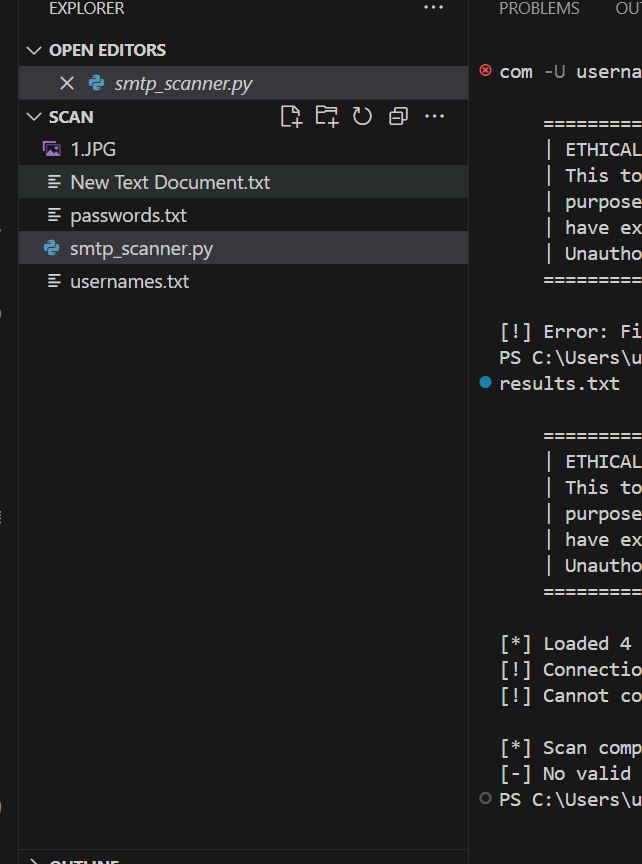 EXPLORER
OPEN EDITORS
smtp_scanner.py
SCAN
1.JPG
New Text Document.txt
passwords.txt
smtp_scanner.py
usernames.txt
PROBLEMS OU
com -U userna
==========
| ETHICAL
| This to
| purpose
| have ex
| Unautho
==========
[!] Error: Fi
PS C:\Users\u
results.txt
==========
| ETHICAL
| This to
| purpose
| have ex
| Unautho
==========
[*] Loaded 4
[!] Connectio
[!] Cannot co
[*] Scan comp
[-] No valid
PS C:\Users\u